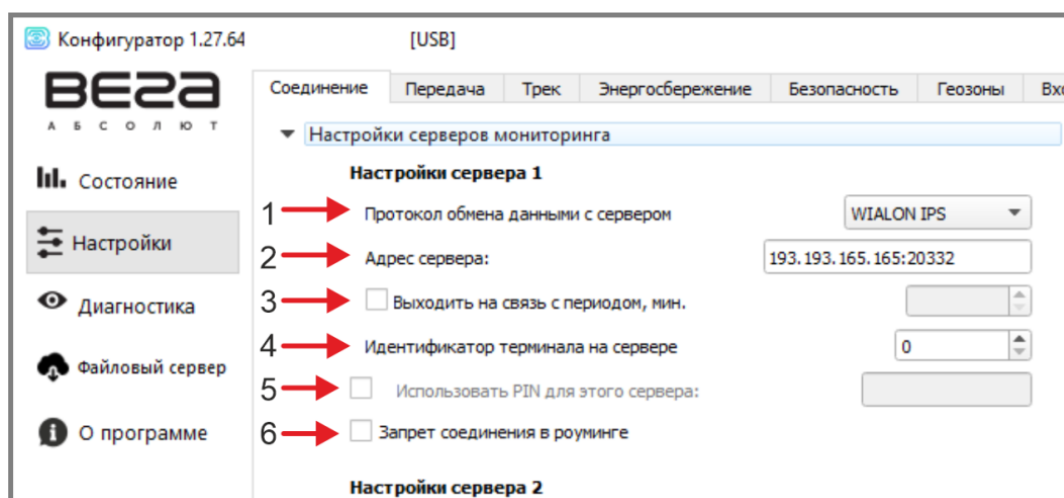 Конфигуратор 1.27.64 [USB]
ВЕГА
АБСОЛЮТ
Состояние
Настройки
Диагностика
Файловый сервер
О программе
Соединение Передача Трек Энергосбережение Безопасность Геозоны Вхо
Настройки серверов мониторинга
Настройки сервера 1
1 Протокол обмена данными с сервером WIALON IPS
2 Адрес сервера: 193.193.165.165:20332
3 Выходить на связь с периодом, мин.
4 Идентификатор терминала на сервере 0
5 Использовать PIN для этого сервера:
6 Запрет соединения в роуминге
Настройки сервера 2